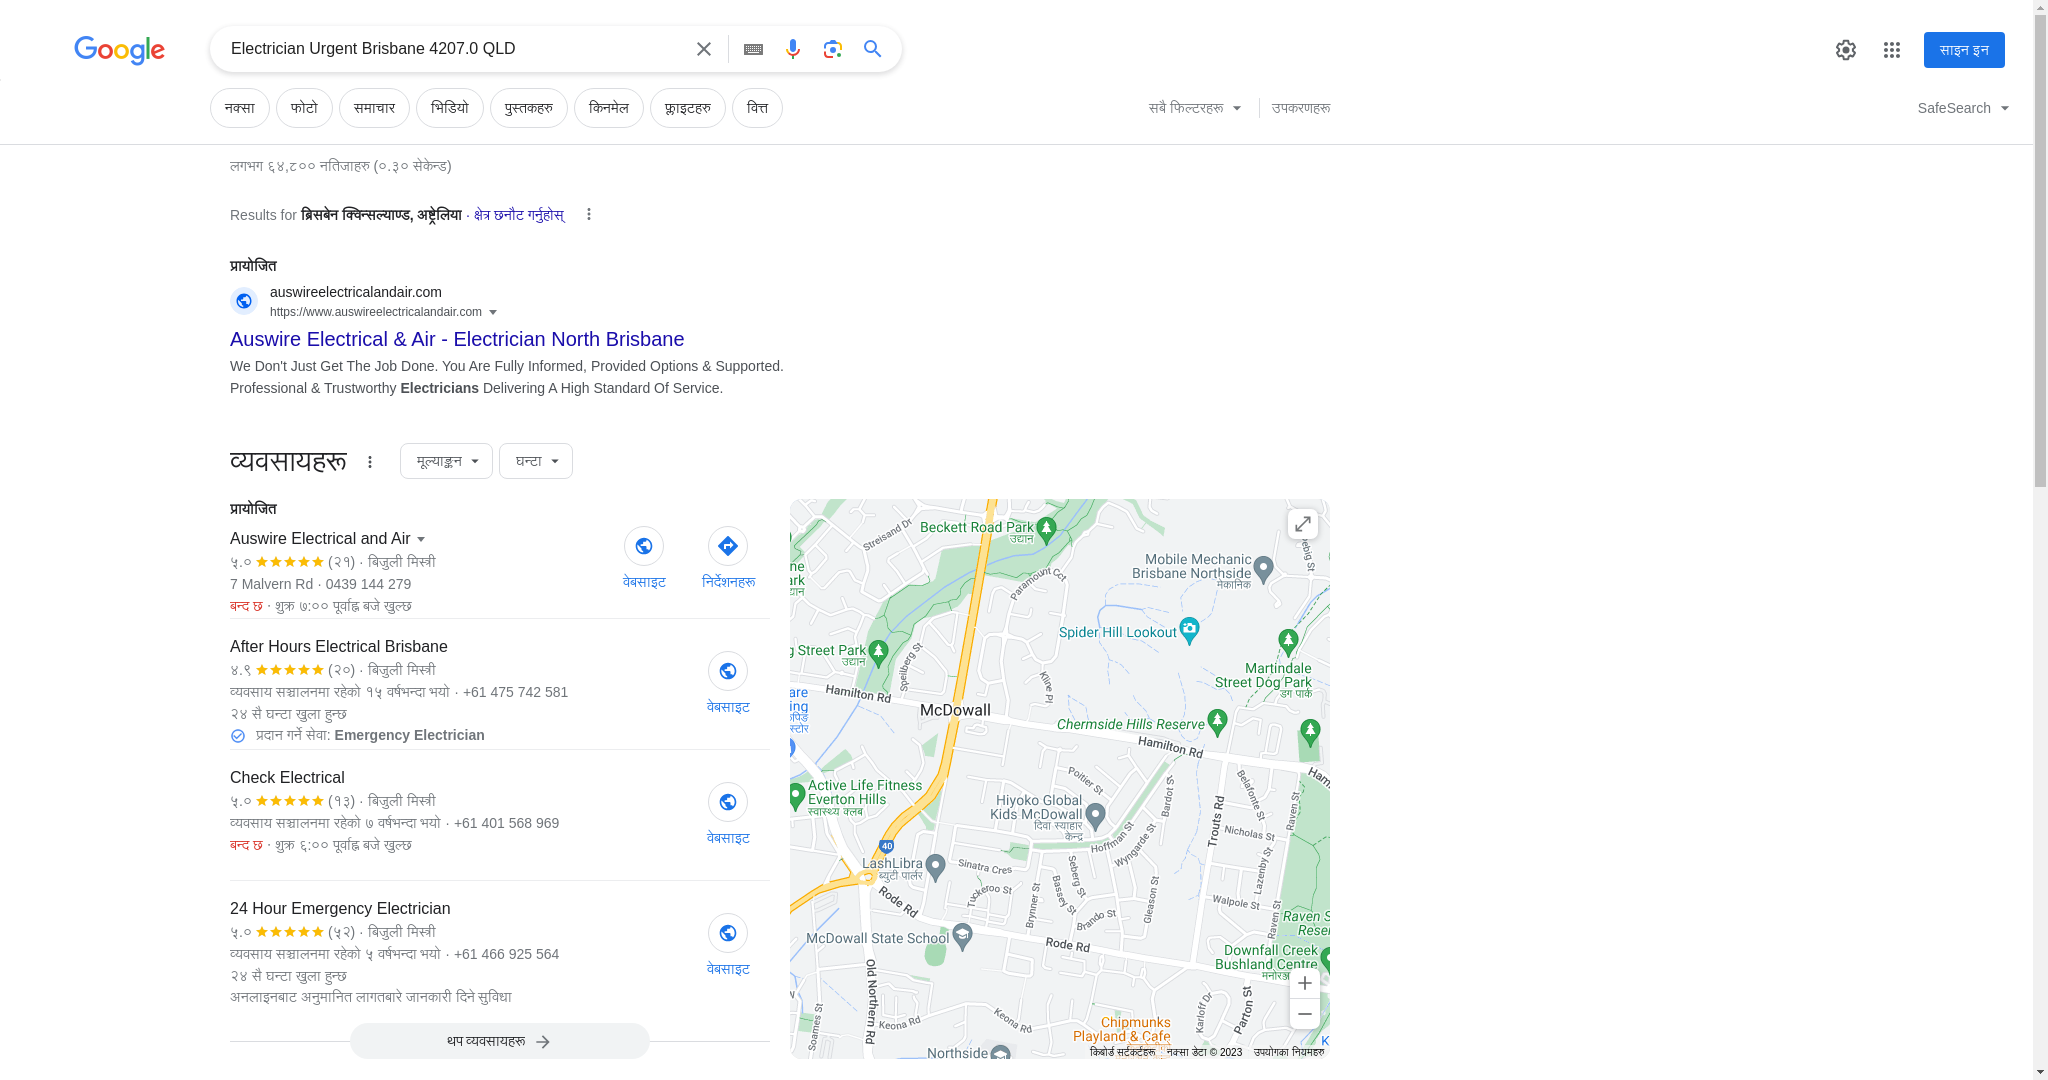 Google
Electrician Urgent Brisbane 4207.0 QLD
साइन इन
नक्सा
फोटो
समाचार
भिडियो
पुस्तकहरु
किनमेल
फ्लाइटहरु
वित्त
सबै फिल्टरहरू
उपकरणहरू
SafeSearch
लगभग ६४,८०० नतिजाहरु (०.३० सेकेन्ड)
Results for ब्रिसबेन क्विन्सल्याण्ड, अष्ट्रेलिया · क्षेत्र छनौट गर्नुहोस्
प्रायोजित
auswireelectricalandair.com
https://www.auswireelectricalandair.com
Auswire Electrical & Air - Electrician North Brisbane
We Don't Just Get The Job Done. You Are Fully Informed, Provided Options & Supported.
Professional & Trustworthy Electricians Delivering A High Standard Of Service.
व्यवसायहरू
मूल्याङ्कन
घन्टा
प्रायोजित
Auswire Electrical and Air
५.० (२१) · बिजुली मिस्त्री
7 Malvern Rd · 0439 144 279
बन्द छ · शुक्र ७:०० पूर्वाह्न बजे खुल्छ
वेबसाइट
निर्देशनहरू
After Hours Electrical Brisbane
४.९ (२०) · बिजुली मिस्त्री
व्यवसाय सञ्चालनमा रहेको १५ वर्षभन्दा भयो · +61 475 742 581
२४ सै घन्टा खुला हुन्छ
प्रदान गर्ने सेवा: Emergency Electrician
वेबसाइट
Check Electrical
५.० (१३) · बिजुली मिस्त्री
व्यवसाय सञ्चालनमा रहेको ७ वर्षभन्दा भयो · +61 401 568 969
बन्द छ · शुक्र ६:०० पूर्वाह्न बजे खुल्छ
वेबसाइट
24 Hour Emergency Electrician
५.० (५२) · बिजुली मिस्त्री
व्यवसाय सञ्चालनमा रहेको ५ वर्षभन्दा भयो · +61 466 925 564
२४ सै घन्टा खुला हुन्छ
अनलाइनबाट अनुमानित लागतबारे जानकारी दिने सुविधा
वेबसाइट
थप व्यवसायहरू
Beckett Road Park
उद्यान
Streisand Dr
Mobile Mechanic
Brisbane Northside
मेकानिक
Paramount Cct
Spider Hill Lookout
g Street Park
उद्यान
Speilberg St
Kline Pl
Martindale
Street Dog Park
डग पार्क
Hamilton Rd
McDowall
Chermside Hills Reserve
Hamilton Rd
Active Life Fitness
Everton Hills
स्वास्थ्य क्लब
Poitier St
Bardot St
Belafonte St
Hiyoko Global
Kids McDowall
दिवा स्याहार
केन्द्र
Trouts Rd
Nicholas St
Raven St
Hoffman St
Wyngarde St
40
LashLibra
ब्युटी पार्लर
Sinatra Cres
Tuckeroo St
Seberg St
Bassey St
Brynner St
Brando St
Gleason St
Lazenby St
Walpole St
Raven St
Rode Rd
Rode Rd
McDowall State School
Downfall Creek
Bushland Centre
Old Northern Rd
Soames St
Keona Rd
Keona Rd
Karloff Dr
Parton St
Chipmunks
Playland & Cafe
Northside
किबोर्ड सर्टकटहरू
नक्सा डेटा © 2023
उपयोगका नियमहरु